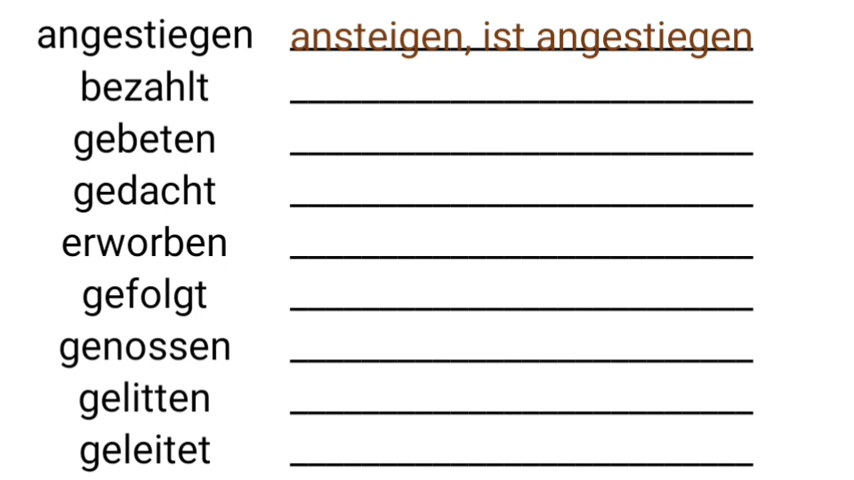 angestiegen ansteigen, ist angestiegen
bezahlt
gebeten
gedacht
erworben
gefolgt
genossen
gelitten
geleitet